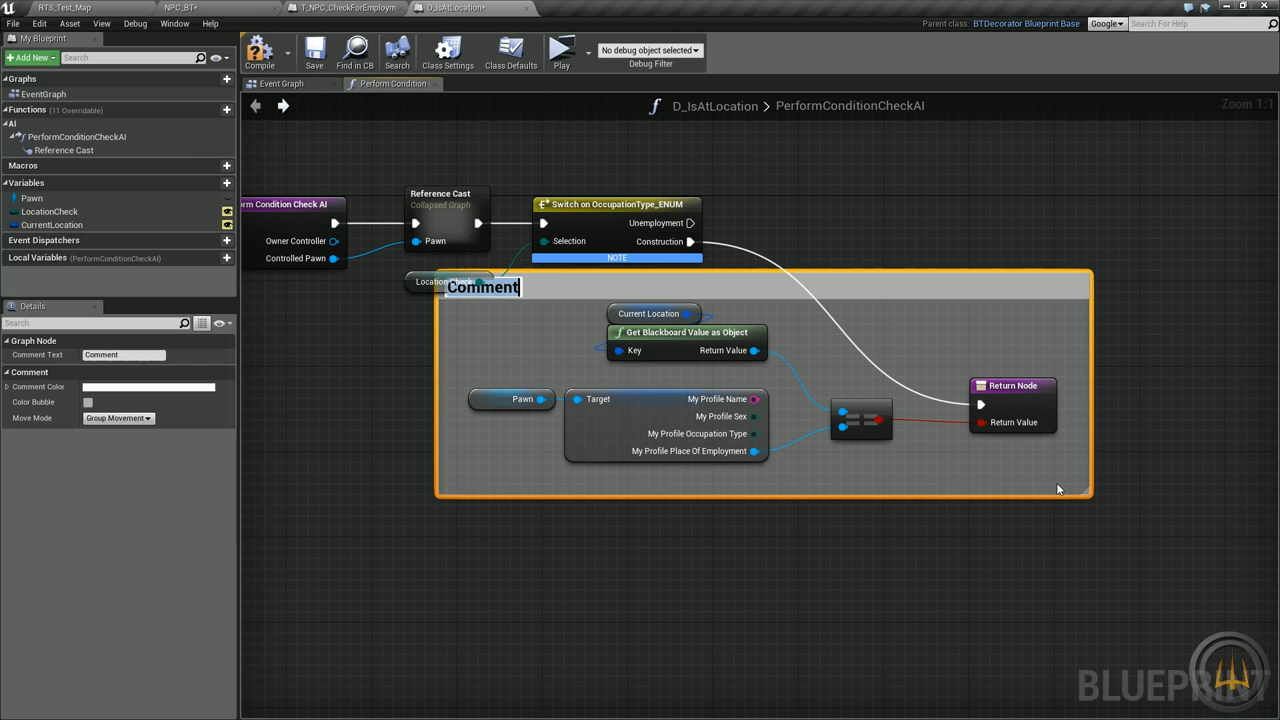 RTS_Test_Map
NPC_BT*
T_NPC_CheckForEmploym
D_IsAtLocation*
File
Edit
Asset
View
Debug
Window
Help
Parent class: BTDecorator Blueprint Base
Google
Search For Help
My Blueprint
Add New
Search
Compile
Save
Find in CB
Search
Class Settings
Class Defaults
Play
No debug object selected
Debug Filter
Graphs
EventGraph
Functions (11 Overridable)
AI
PerformConditionCheckAI
Reference Cast
Macros
Variables
Pawn
LocationCheck
CurrentLocation
Event Dispatchers
Local Variables (PerformConditionCheckAI)
Details
Search
Graph Node
Comment Text
Comment
Comment
Comment Color
Color Bubble
Move Mode
Group Movement
Event Graph
Perform Condition
D_IsAtLocation > PerformConditionCheckAI
Zoom 1:1
rm Condition Check AI
Owner Controller
Controlled Pawn
Reference Cast
Collapsed Graph
Pawn
Switch on OccupationType_ENUM
Unemployment
Selection
Construction
NOTE
Location Check
Comment
Current Location
Get Blackboard Value as Object
Key
Return Value
Pawn
Target
My Profile Name
My Profile Sex
My Profile Occupation Type
My Profile Place Of Employment
==
Return Node
Return Value
BLUEPRINT